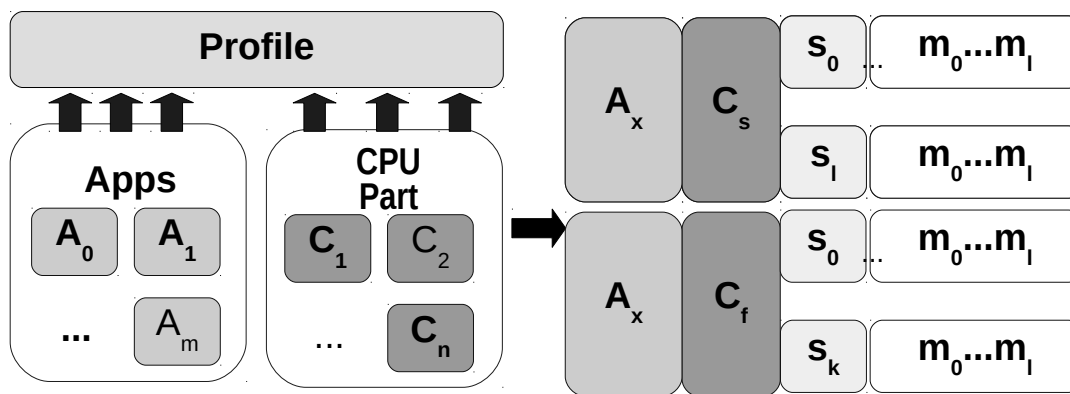 Profile
Apps
A0 A1
... Am
CPU
Part
C1 C2
... Cn
Ax Cs s0 ... m0...ml
sl m0...ml
Ax Cf s0 ... m0...ml
sk m0...ml